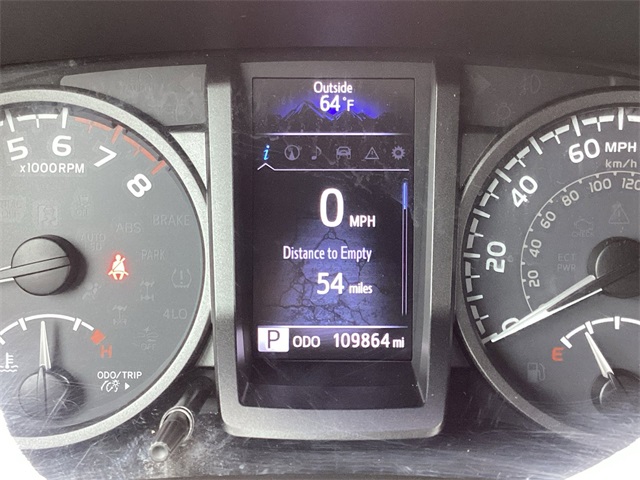 Outside
64°F
i
0 MPH
Distance to Empty
54 miles
P ODO 109864 mi
5 6 7 8
x1000RPM
ABS
BRAKE
PARK
4LO
H
ODO/TRIP
0 20 40 60 MPH
km/h
20 40 60 80 100 120
ECT
PWR
E